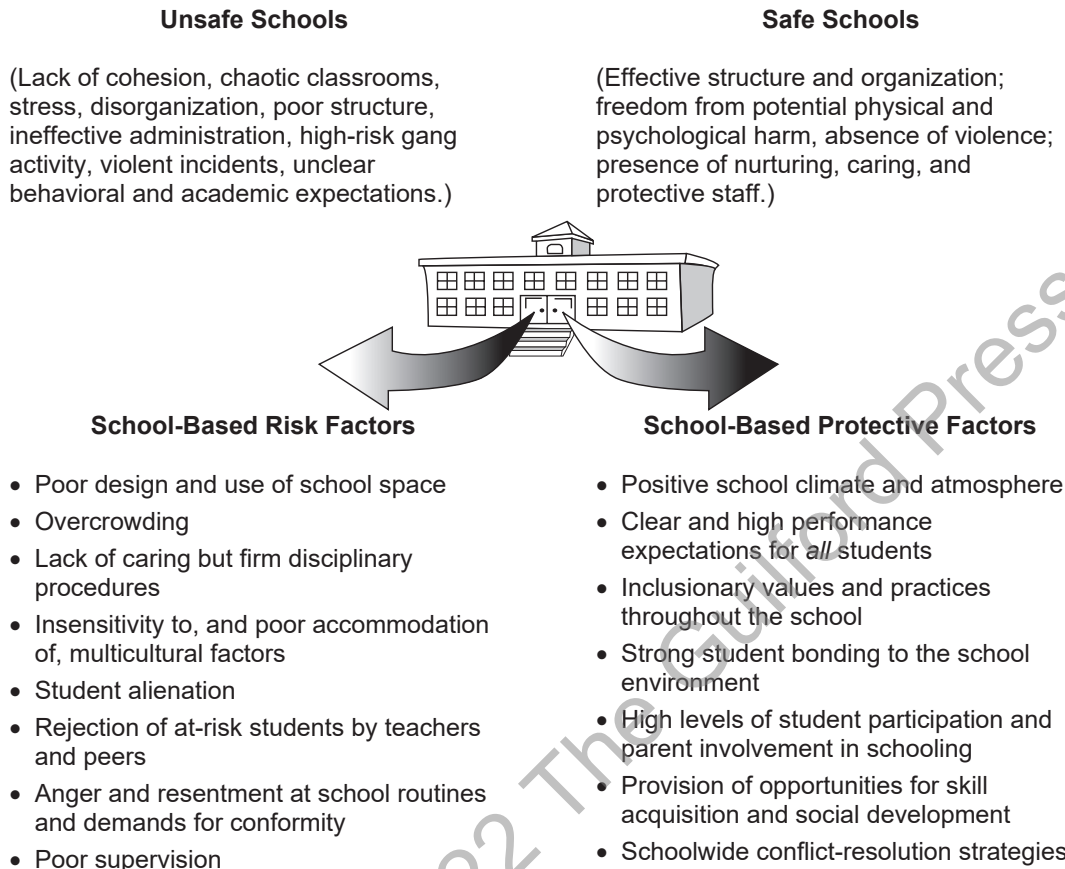 Unsafe Schools
(Lack of cohesion, chaotic classrooms,
stress, disorganization, poor structure,
ineffective administration, high-risk gang
activity, violent incidents, unclear
behavioral and academic expectations.)
Safe Schools
(Effective structure and organization;
freedom from potential physical and
psychological harm, absence of violence;
presence of nurturing, caring, and
protective staff.)
School-Based Risk Factors
• Poor design and use of school space
• Overcrowding
• Lack of caring but firm disciplinary
procedures
• Insensitivity to, and poor accommodation
of, multicultural factors
• Student alienation
• Rejection of at-risk students by teachers
and peers
• Anger and resentment at school routines
and demands for conformity
• Poor supervision
School-Based Protective Factors
• Positive school climate and atmosphere
• Clear and high performance
expectations for all students
• Inclusionary values and practices
throughout the school
• Strong student bonding to the school
environment
• High levels of student participation and
parent involvement in schooling
• Provision of opportunities for skill
acquisition and social development
• Schoolwide conflict-resolution strategies
22 The Guilford Press